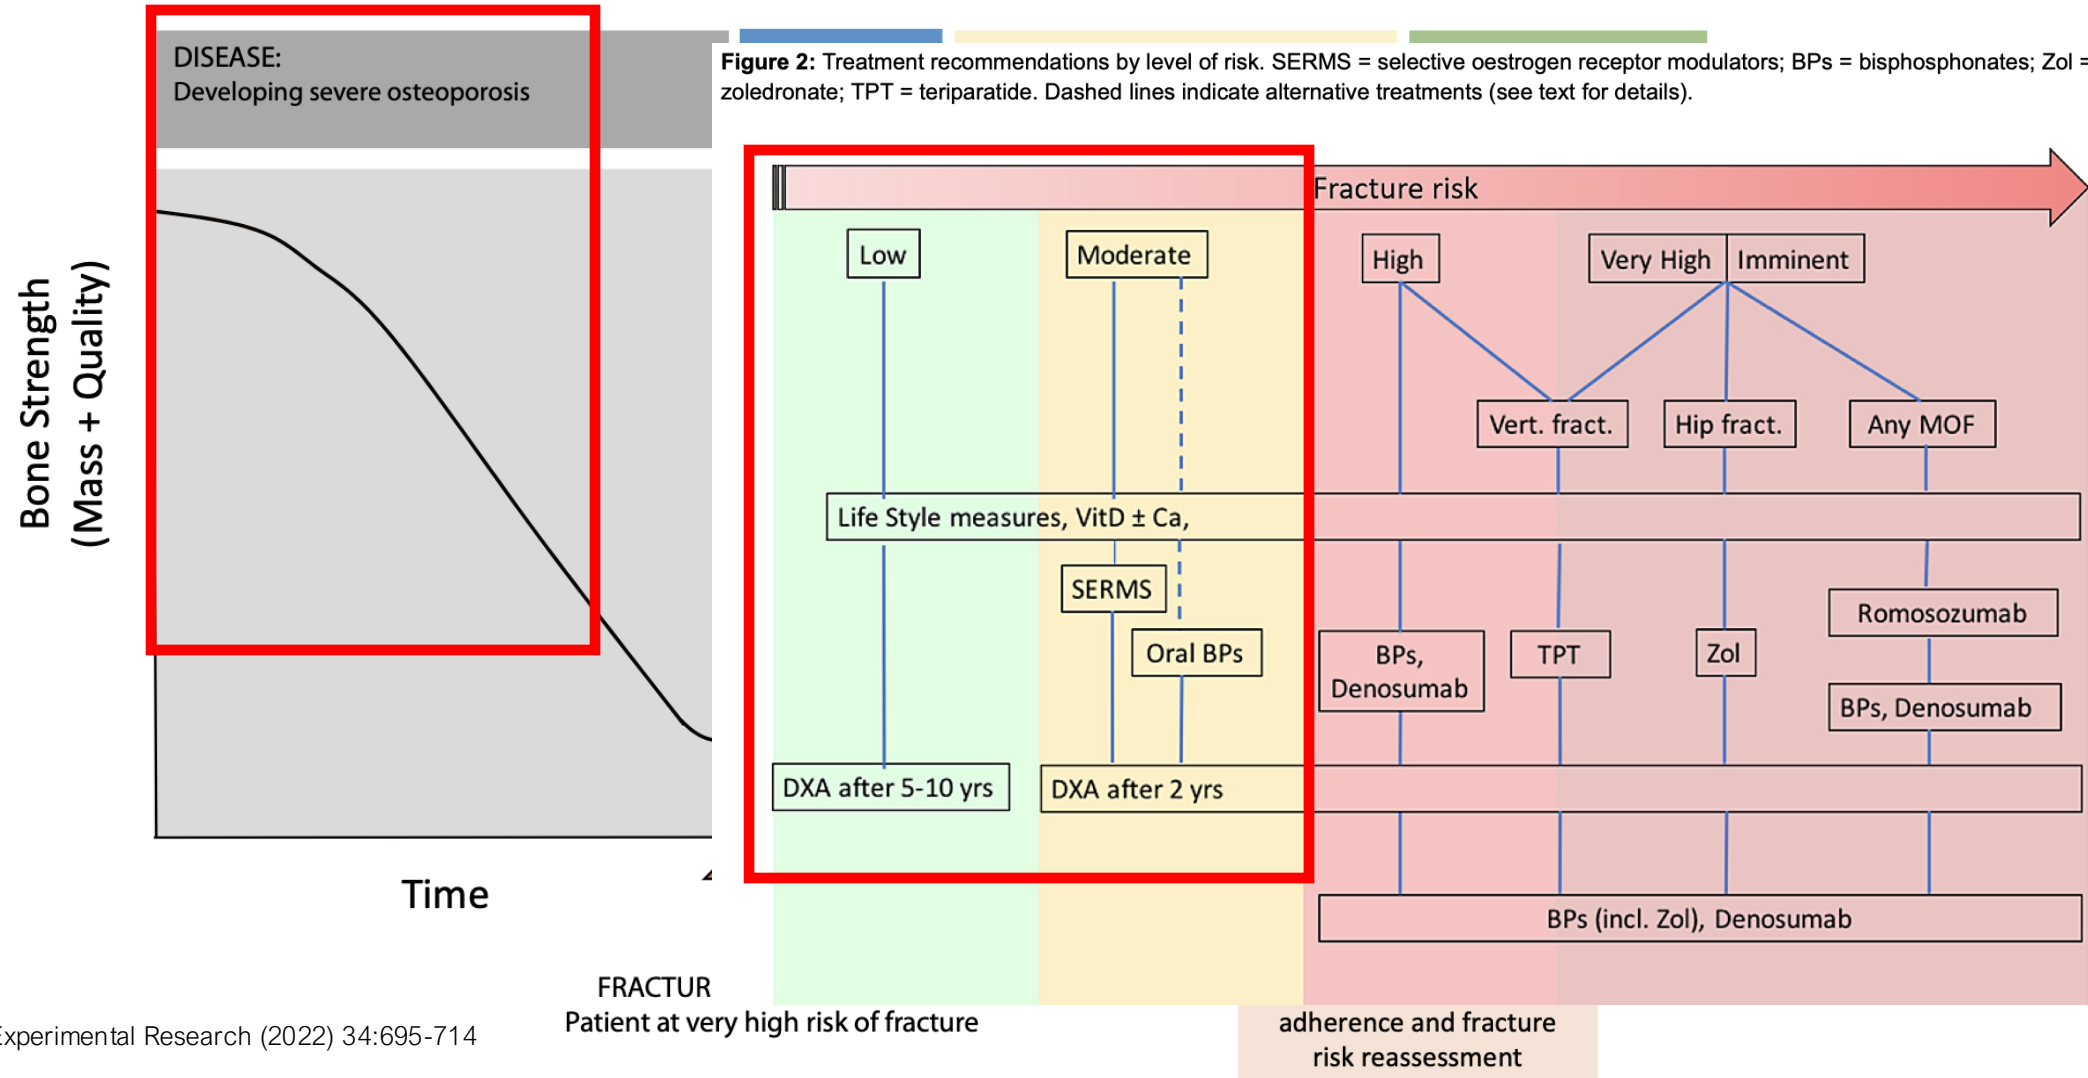 DISEASE:
Developing severe osteoporosis
Bone Strength
(Mass + Quality)
Time
FRACTUR
Patient at very high risk of fracture
Experimental Research (2022) 34:695-714
Figure 2: Treatment recommendations by level of risk. SERMS = selective oestrogen receptor modulators; BPs = bisphosphonates; Zol =
zoledronate; TPT = teriparatide. Dashed lines indicate alternative treatments (see text for details).
Fracture risk
Low
Moderate
High
Very High
Imminent
Vert. fract.
Hip fract.
Any MOF
Life Style measures, VitD ± Ca,
SERMS
Oral BPs
BPs,
Denosumab
TPT
Zol
Romosozumab
BPs, Denosumab
DXA after 5-10 yrs
DXA after 2 yrs
BPs (incl. Zol), Denosumab
adherence and fracture
risk reassessment